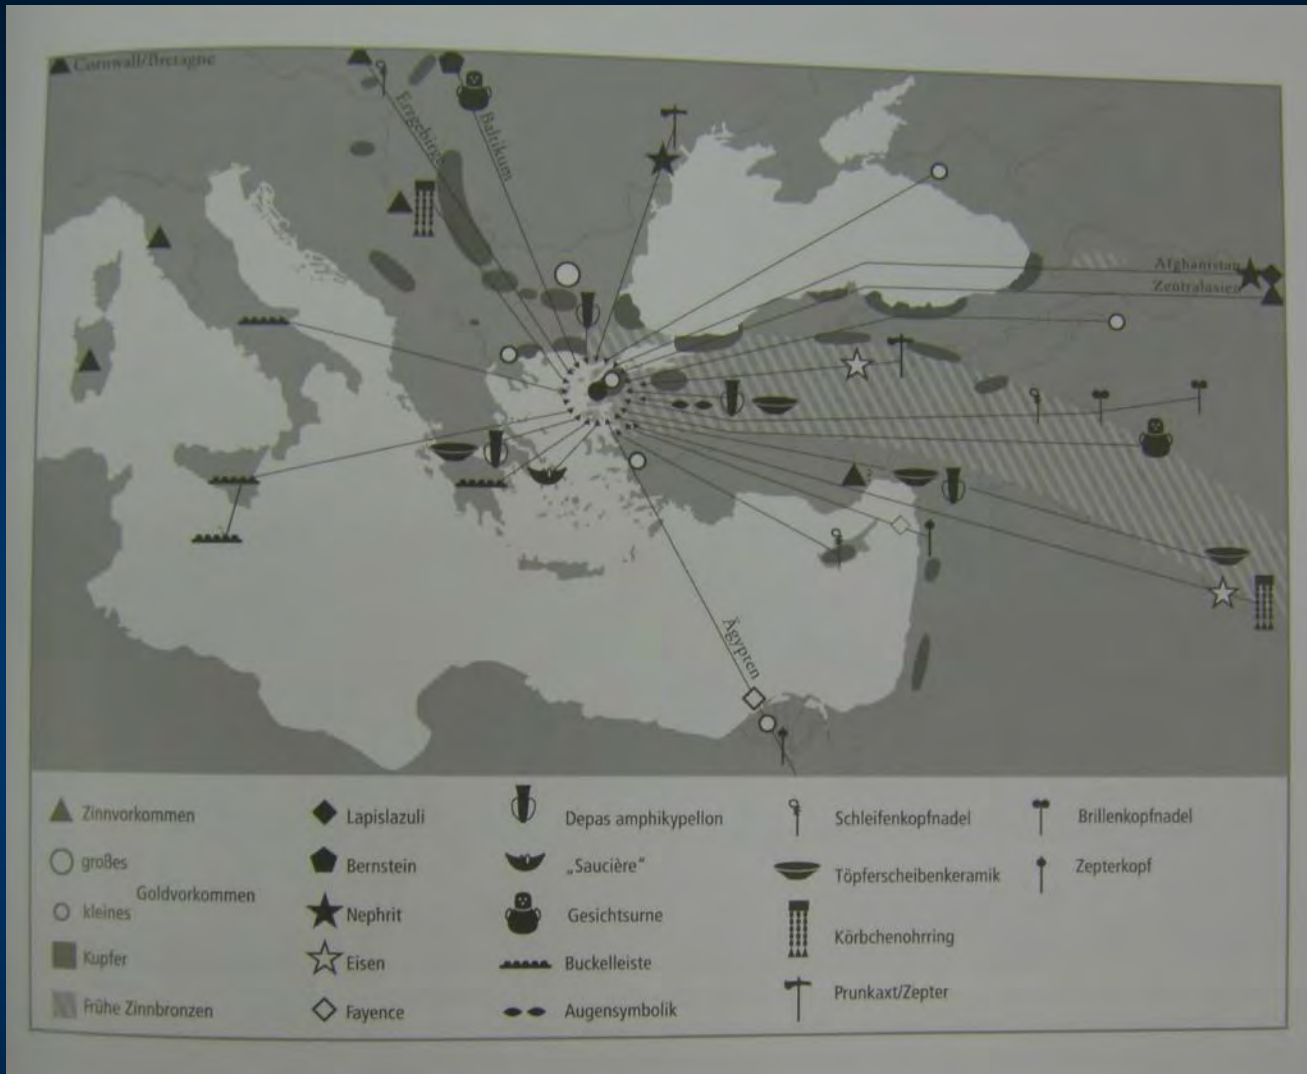 Cornwall/Bretagne
Erzgebirge
Baltikum
Afghanistan
Zentralasien
Ägypten
Zinnvorkommen
großes
Goldvorkommen
kleines
Kupfer
Frühe Zinnbronzen
Lapislazuli
Bernstein
Nephrit
Eisen
Fayence
Depas amphikypellon
„Saucière“
Gesichtsurne
Buckelleiste
Augensymbolik
Schleifenkopfnadel
Töpferscheibenkeramik
Körbchenohrring
Prunkaxt/Zepter
Brillenkopfnadel
Zepterkopf